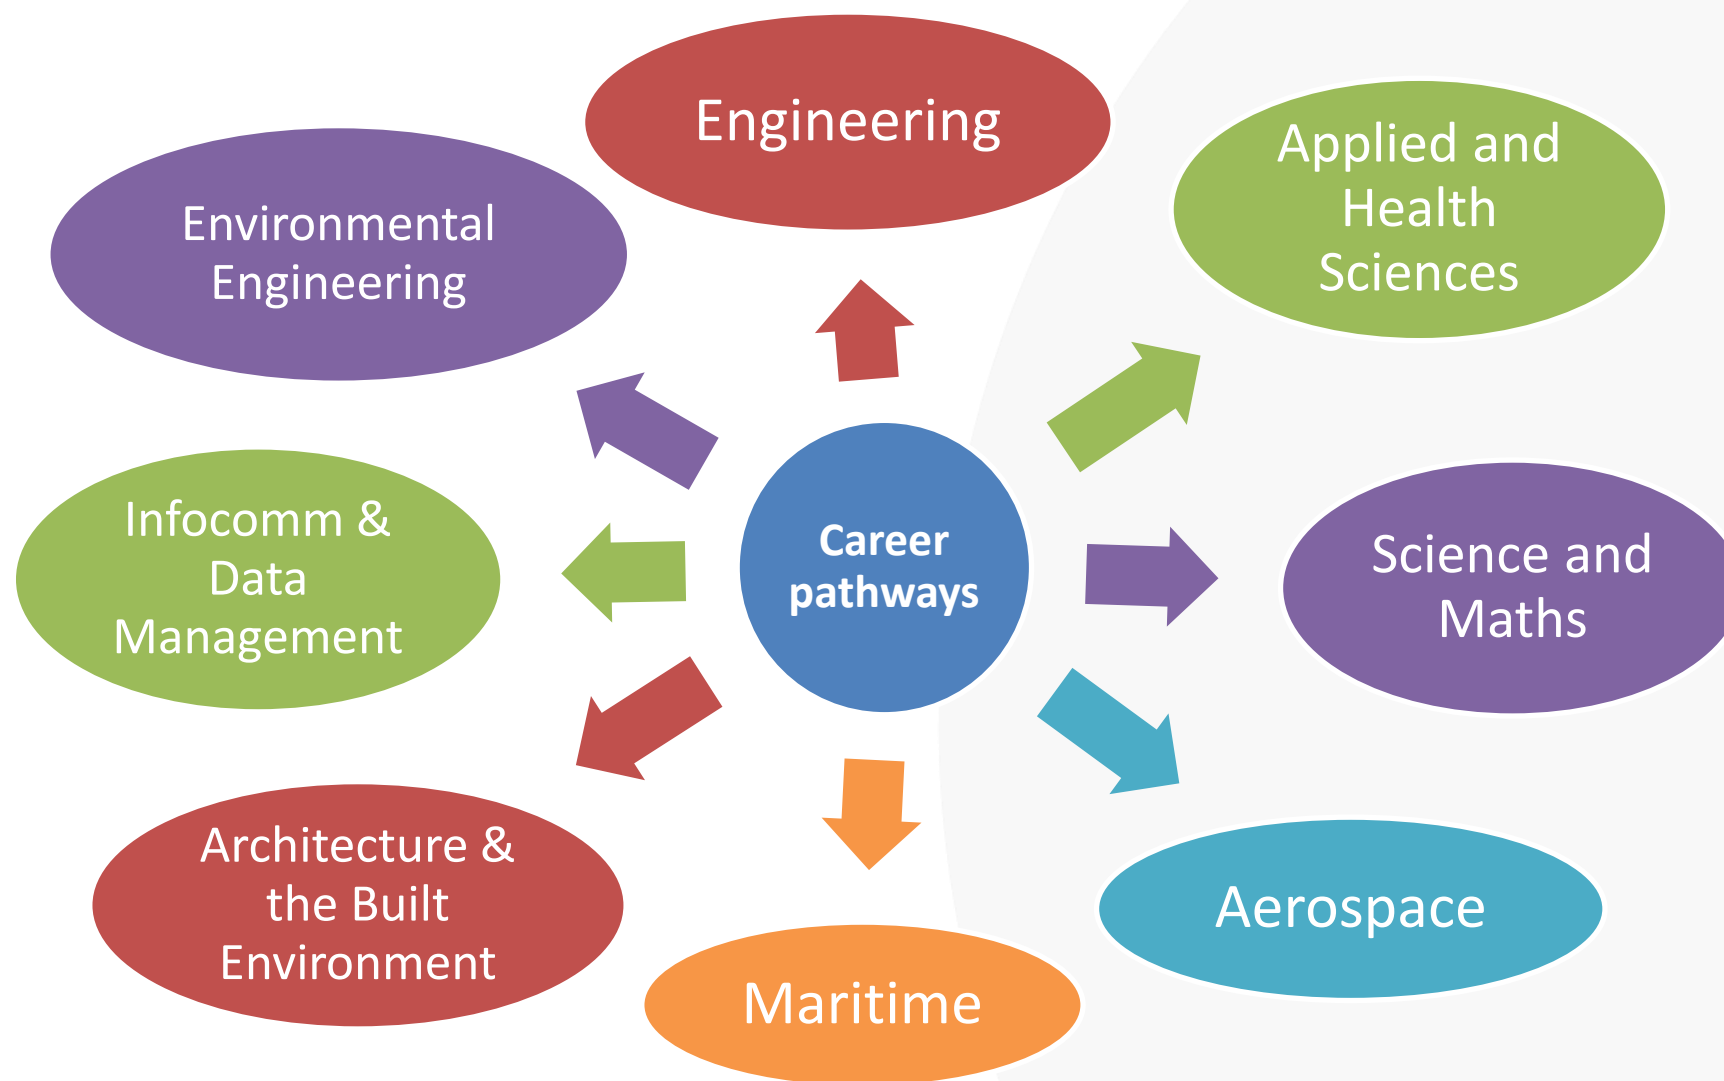 Engineering
Applied and
Health
Sciences
Environmental
Engineering
Infocomm &
Data
Management
Career
pathways
Science and
Maths
Architecture &
the Built
Environment
Aerospace
Maritime